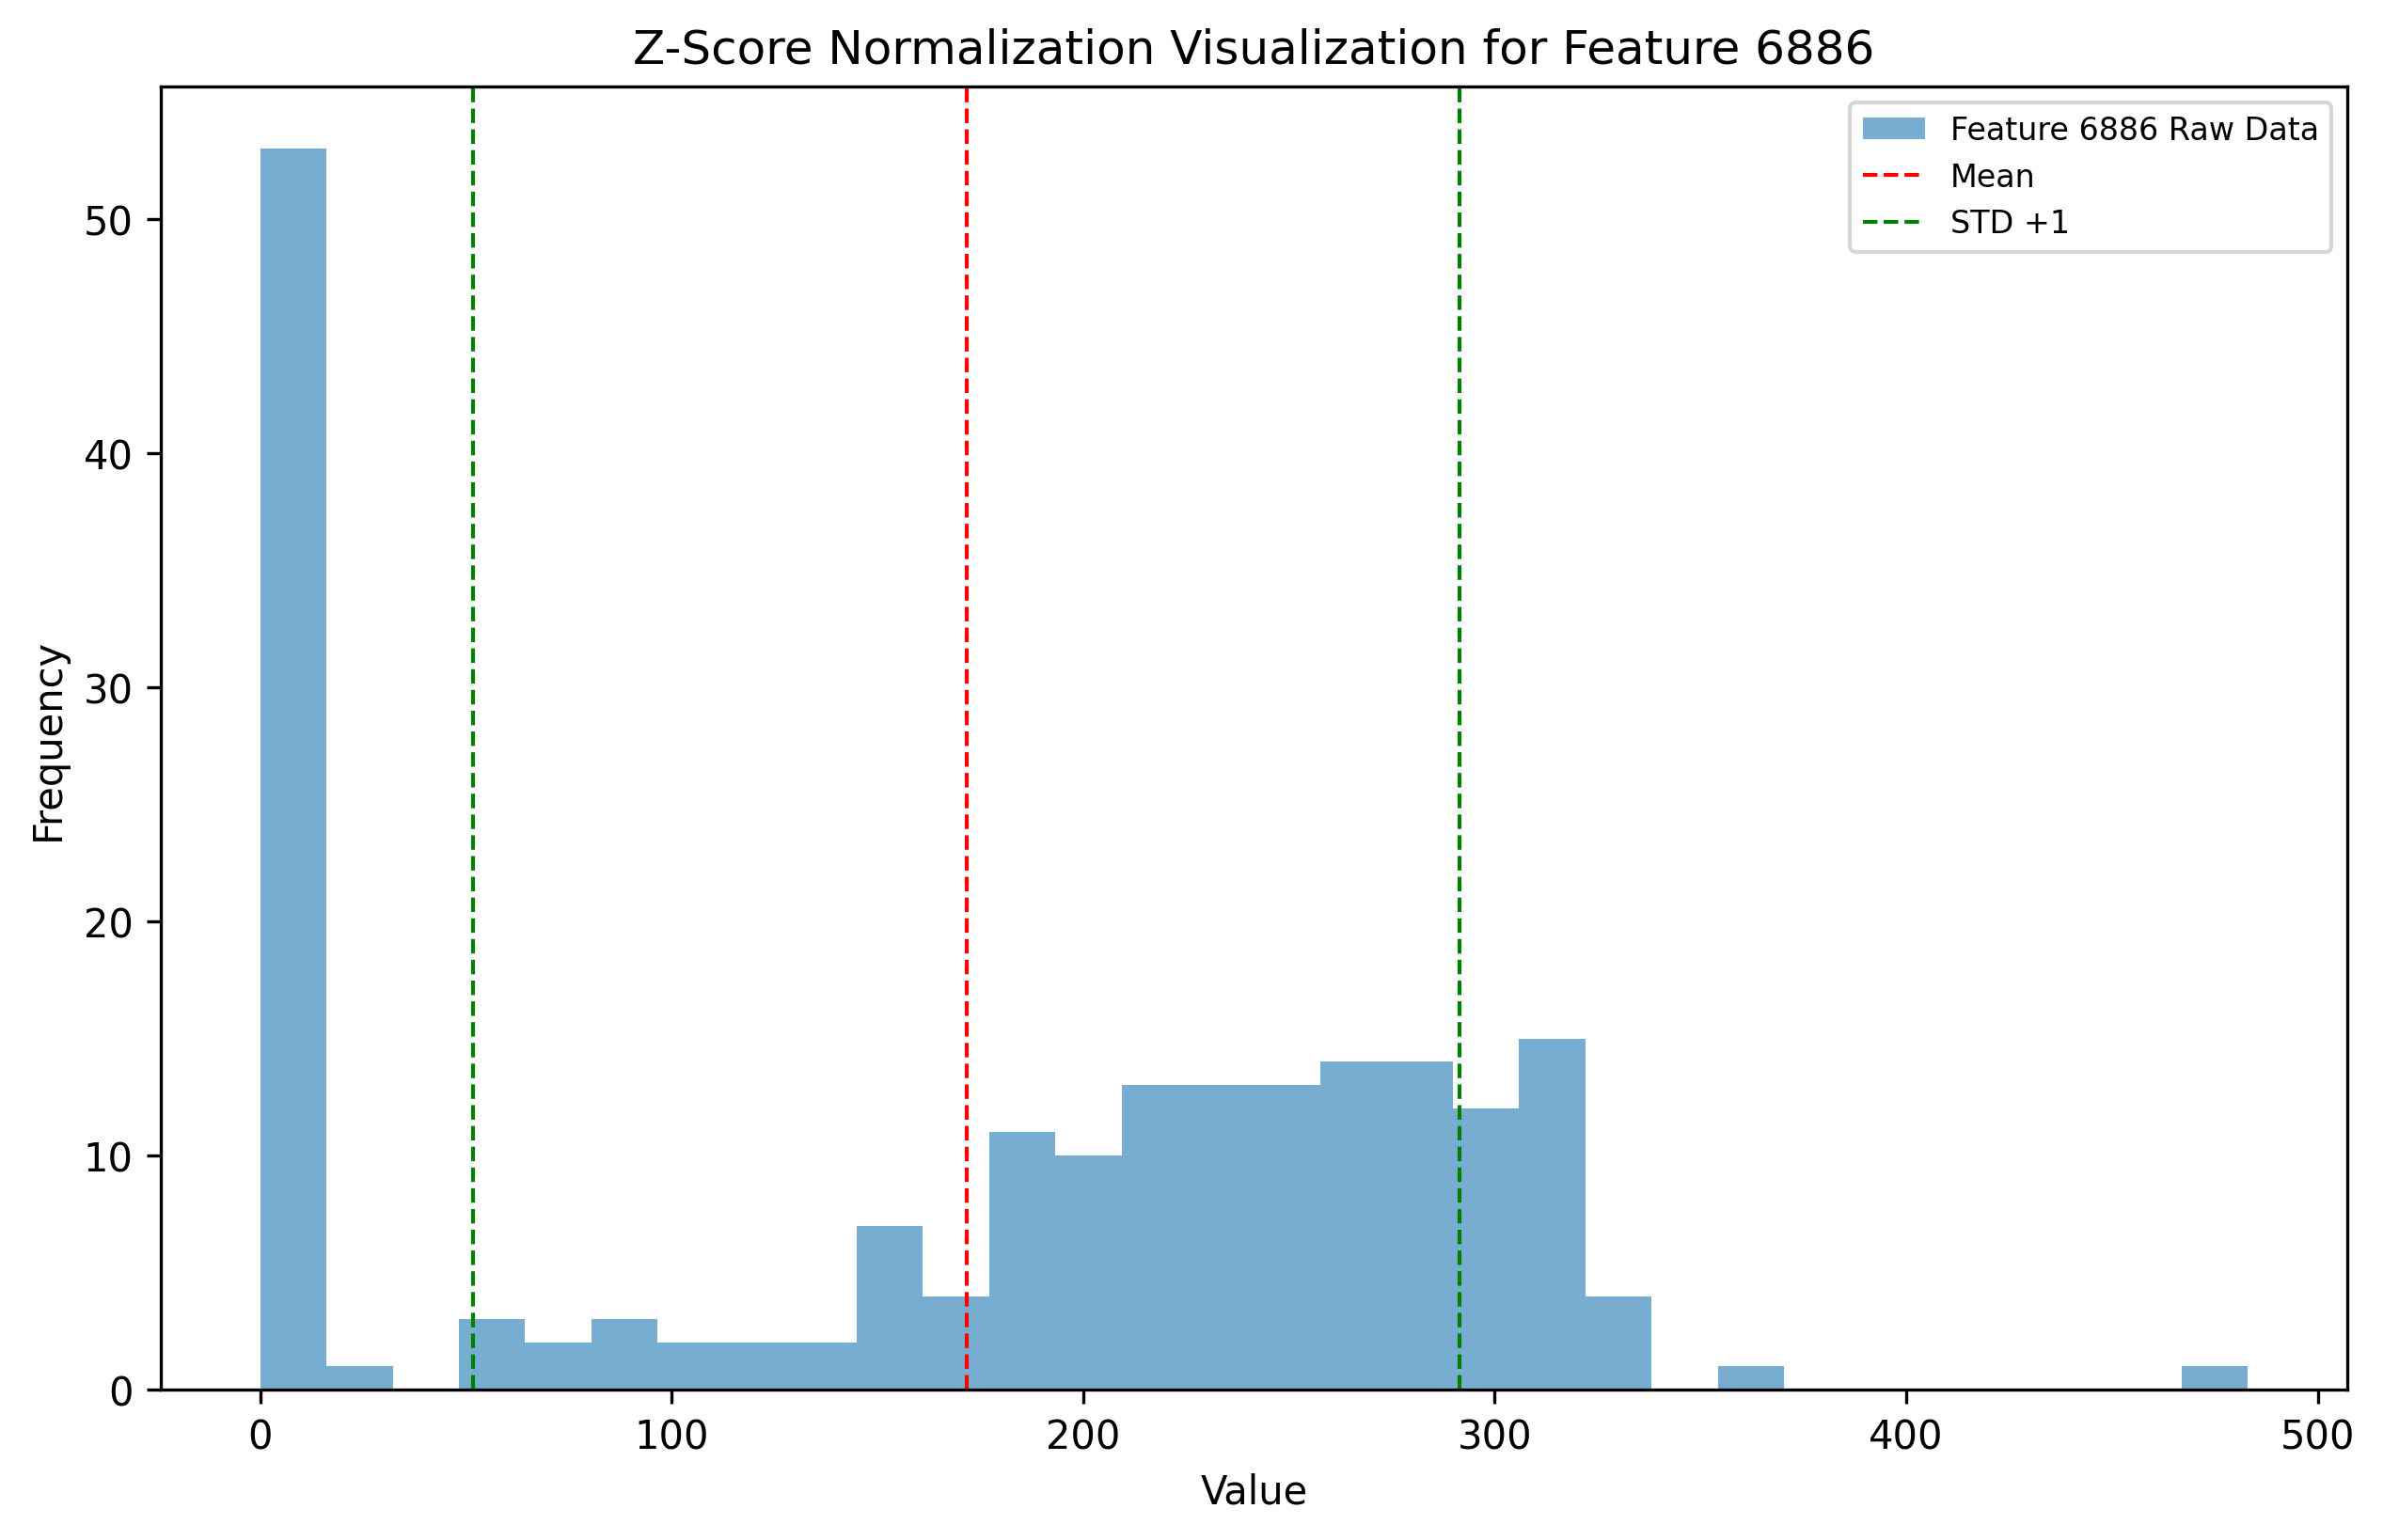 Z-Score Normalization Visualization for Feature 6886
Feature 6886 Raw Data
Mean
STD +1
50
40
30
20
10
0
Frequency
0 100 200 300 400 500
Value